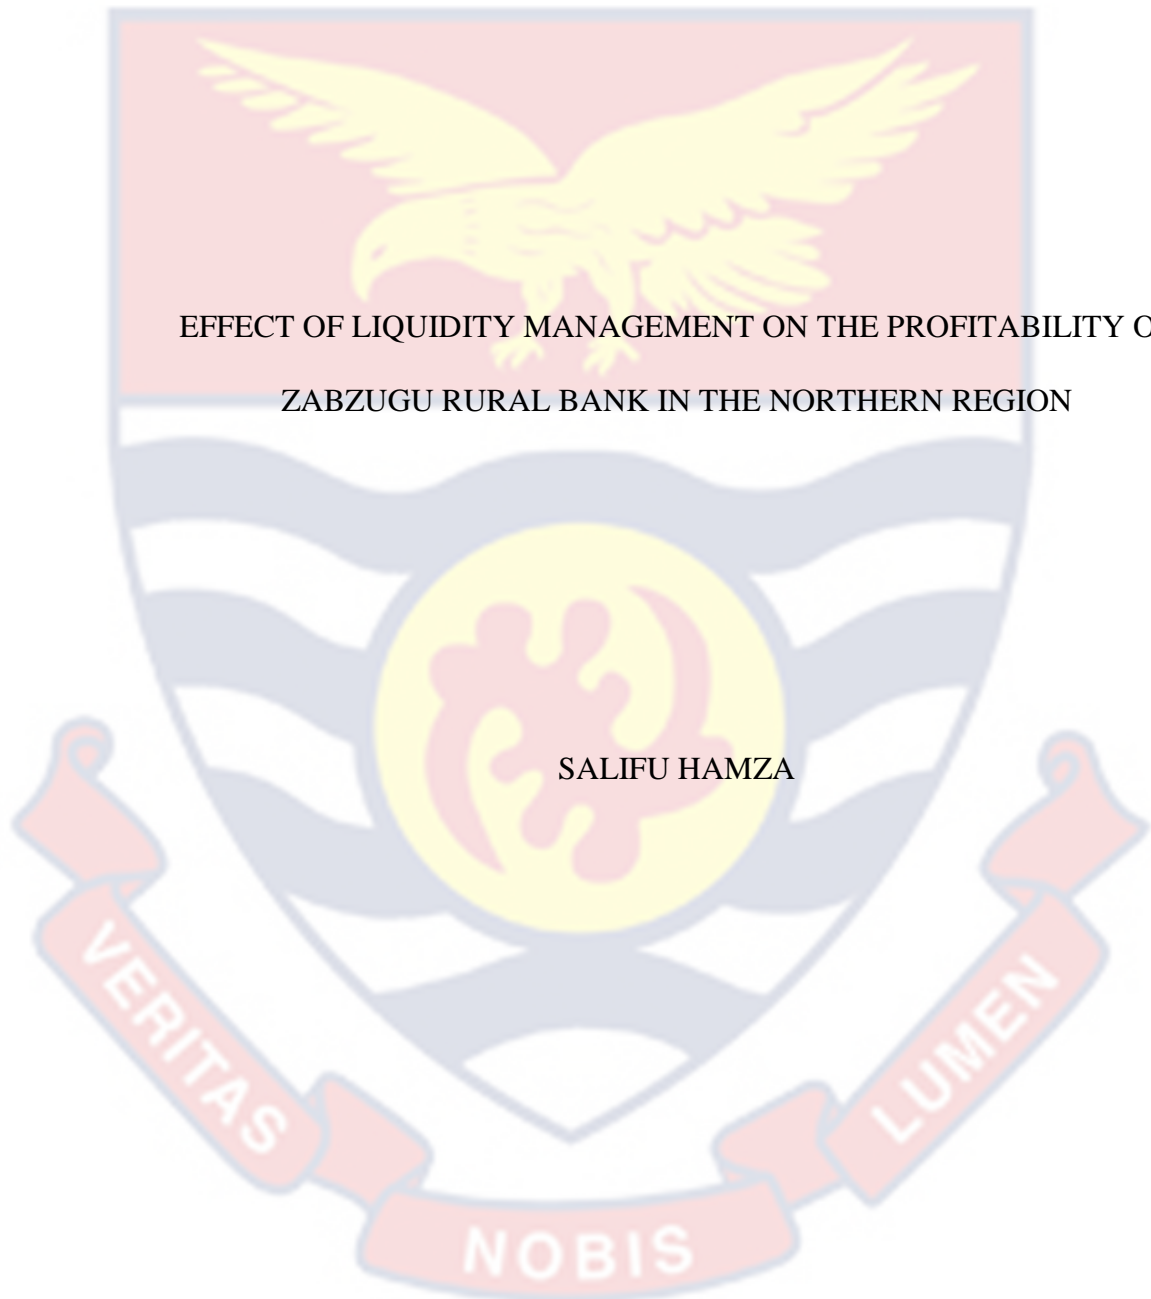 EFFECT OF LIQUIDITY MANAGEMENT ON THE PROFITABILITY O
ZABZUGU RURAL BANK IN THE NORTHERN REGION
SALIFU HAMZA
VERITAS
NOBIS
LUMEN